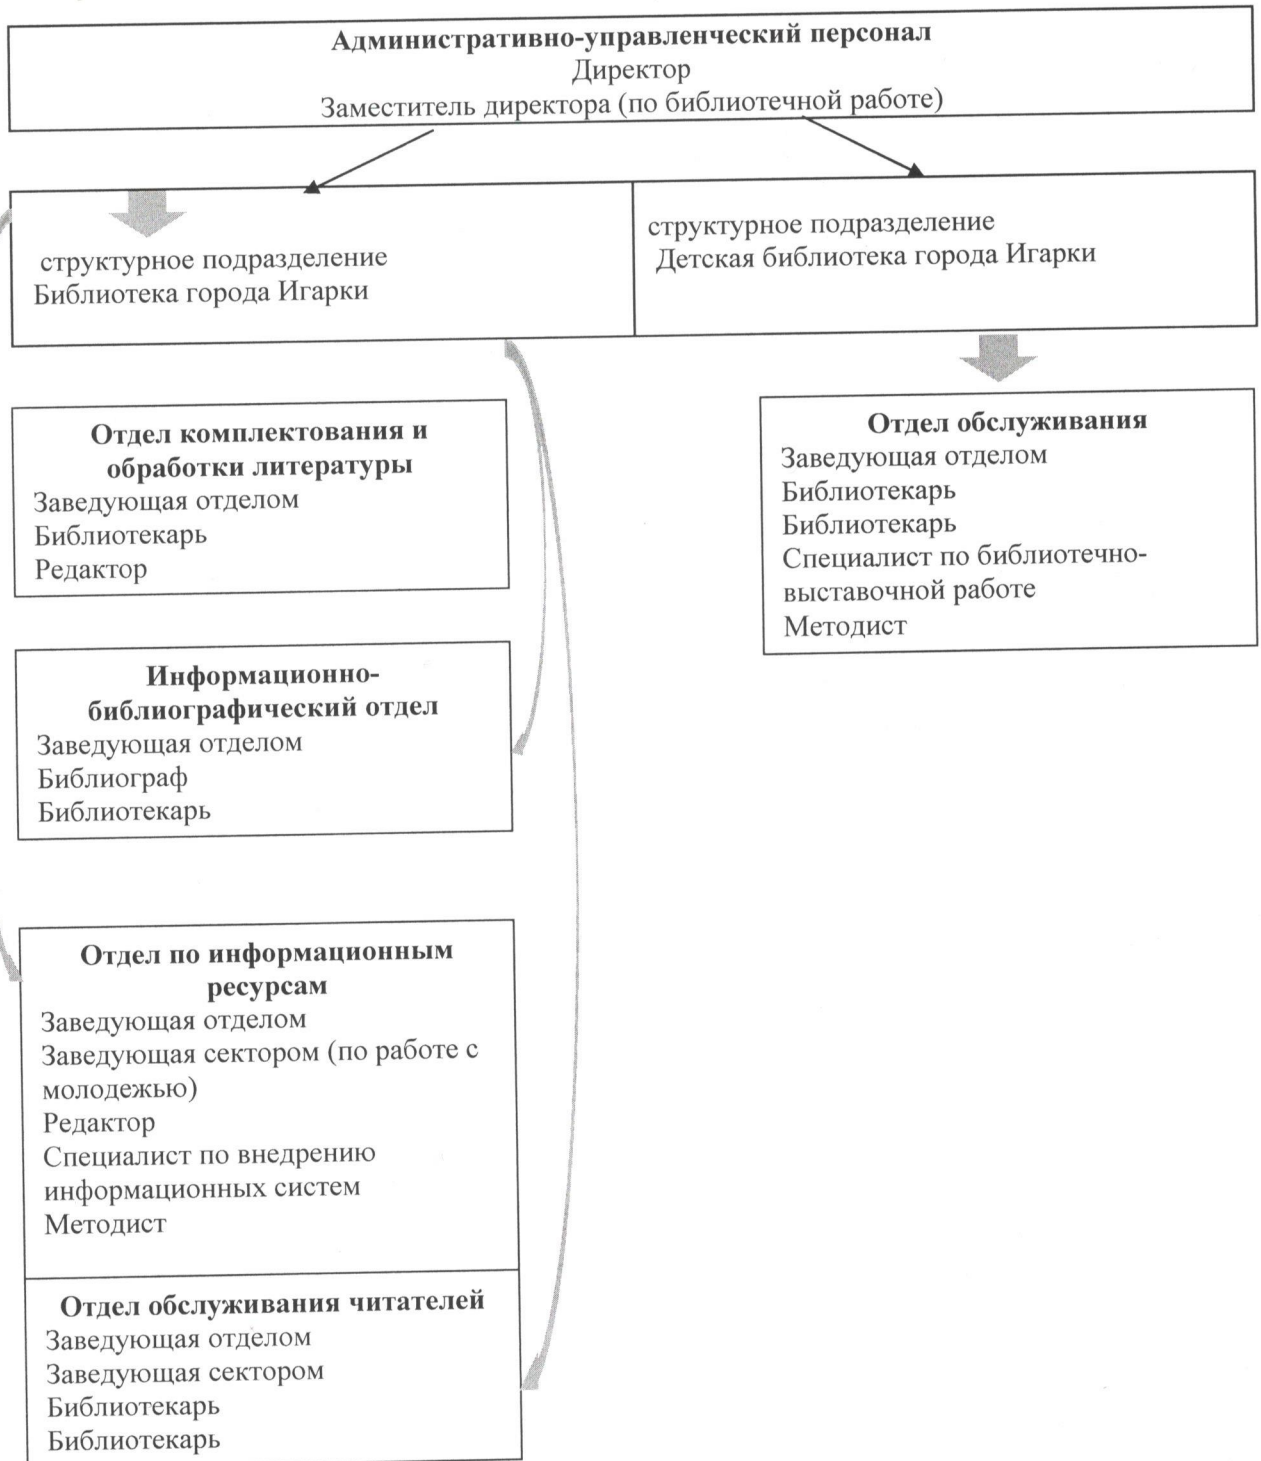 Административно-управленческий персонал
Директор
Заместитель директора (по библиотечной работе)
структурное подразделение
Библиотека города Игарки
структурное подразделение
Детская библиотека города Игарки
Отдел комплектования и
обработки литературы
Заведующая отделом
Библиотекарь
Редактор
Информационно-
библиографический отдел
Заведующая отделом
Библиограф
Библиотекарь
Отдел по информационным
ресурсам
Заведующая отделом
Заведующая сектором (по работе с
молодежью)
Редактор
Специалист по внедрению
информационных систем
Методист
Отдел обслуживания читателей
Заведующая отделом
Заведующая сектором
Библиотекарь
Библиотекарь
Отдел обслуживания
Заведующая отделом
Библиотекарь
Библиотекарь
Специалист по библиотечно-
выставочной работе
Методист